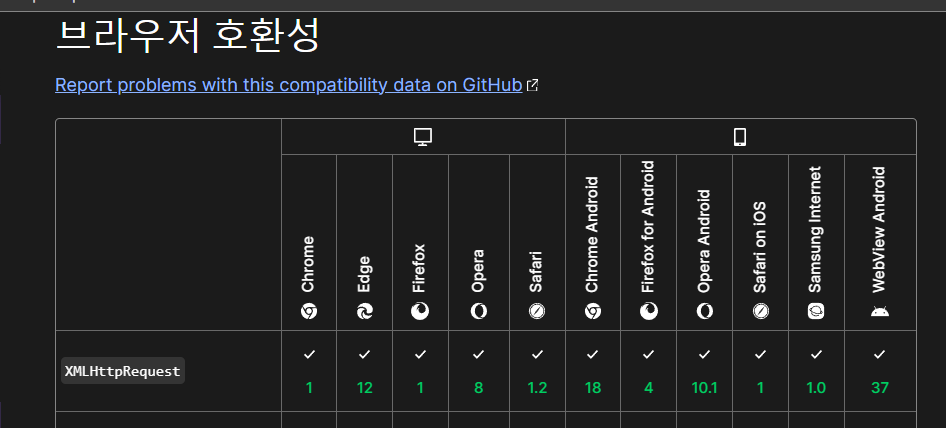 브라우저 호환성
Report problems with this compatibility data on GitHub
Chrome
Edge
Firefox
Opera
Safari
Chrome Android
Firefox for Android
Opera Android
Safari on iOS
Samsung Internet
WebView Android
XMLHttpRequest
1 12 1 8 1.2 18 4 10.1 1 1.0 37